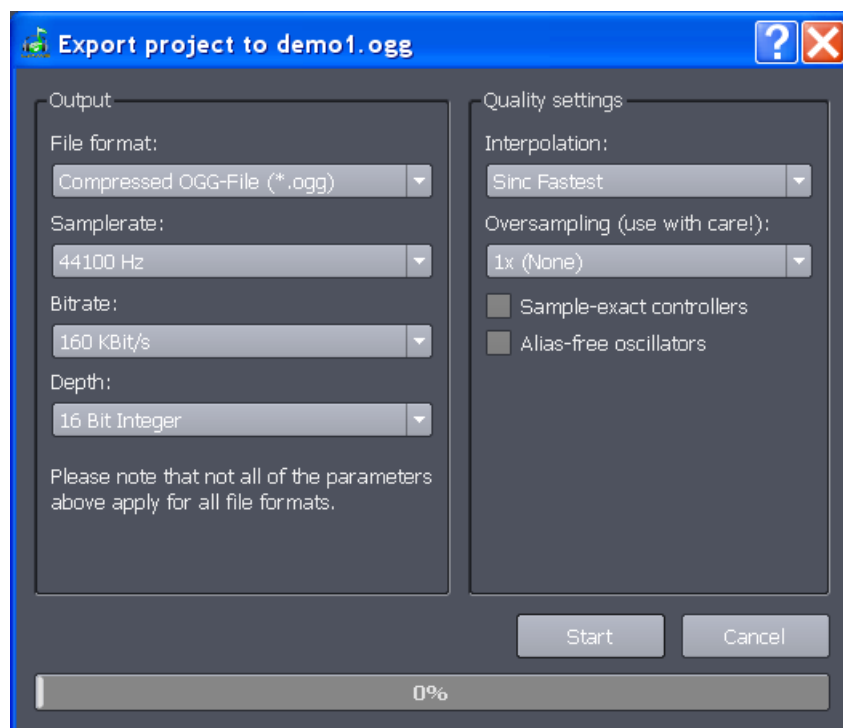 Export project to demo1.ogg
?
Output
File format:
Compressed OGG-File (*.ogg)
Samplerate:
44100 Hz
Bitrate:
160 KBit/s
Depth:
16 Bit Integer
Please note that not all of the parameters
above apply for all file formats.
Quality settings
Interpolation:
Sinc Fastest
Oversampling (use with care!):
1x (None)
Sample-exact controllers
Alias-free oscillators
Start
Cancel
0%